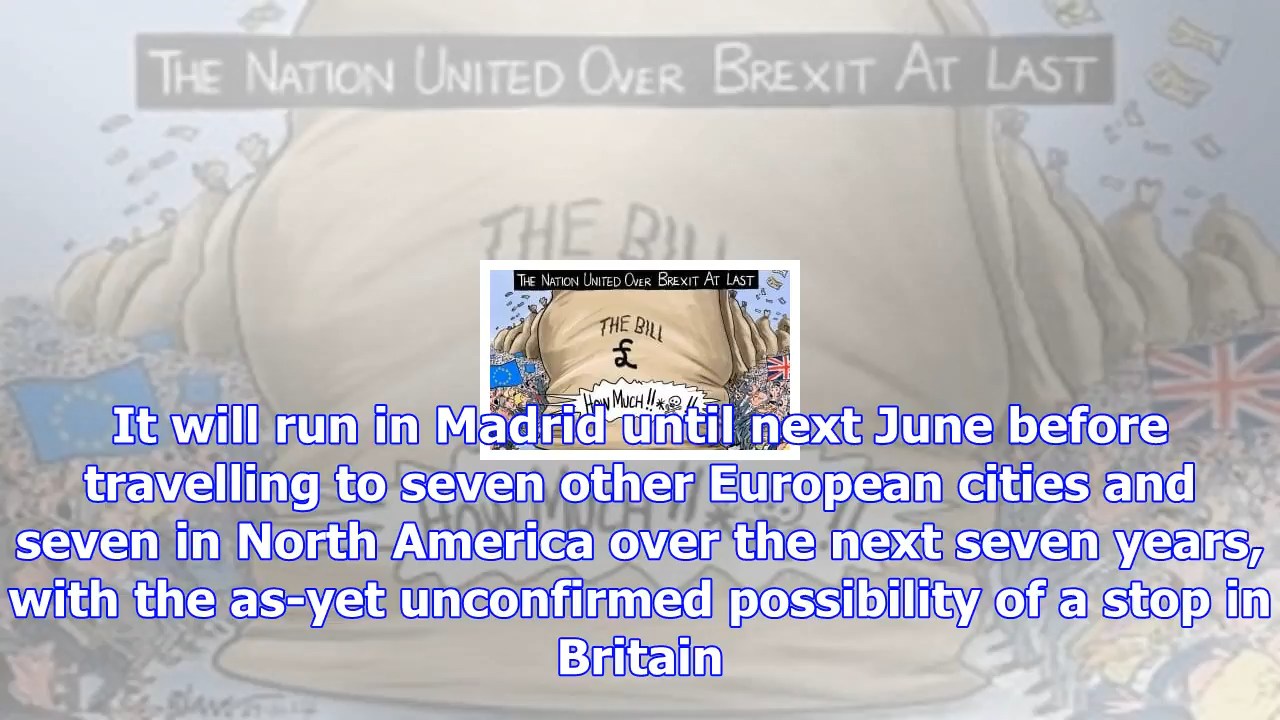 THE NATION UNITED OVER BREXIT AT LAST
THE BILL
THE NATION UNITED OVER BREXIT AT LAST
THE BILL
£
HOW MUCH !!*
It will run in Madrid until next June before
travelling to seven other European cities and
seven in North America over the next seven years,
with the as-yet unconfirmed possibility of a stop in
Britain